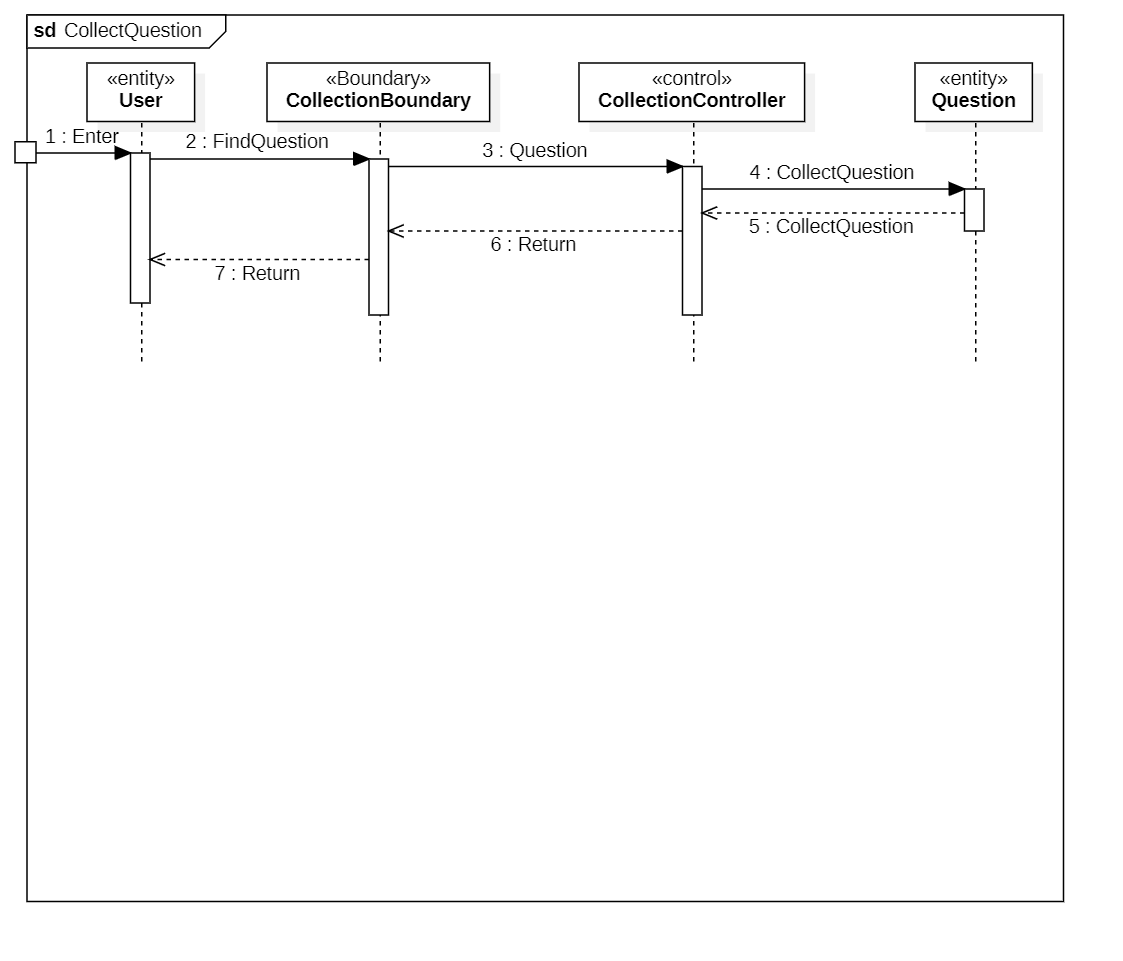 sd CollectQuestion
«entity»
User
«Boundary»
CollectionBoundary
«control»
CollectionController
«entity»
Question
1 : Enter
2 : FindQuestion
3 : Question
4 : CollectQuestion
5 : CollectQuestion
6 : Return
7 : Return